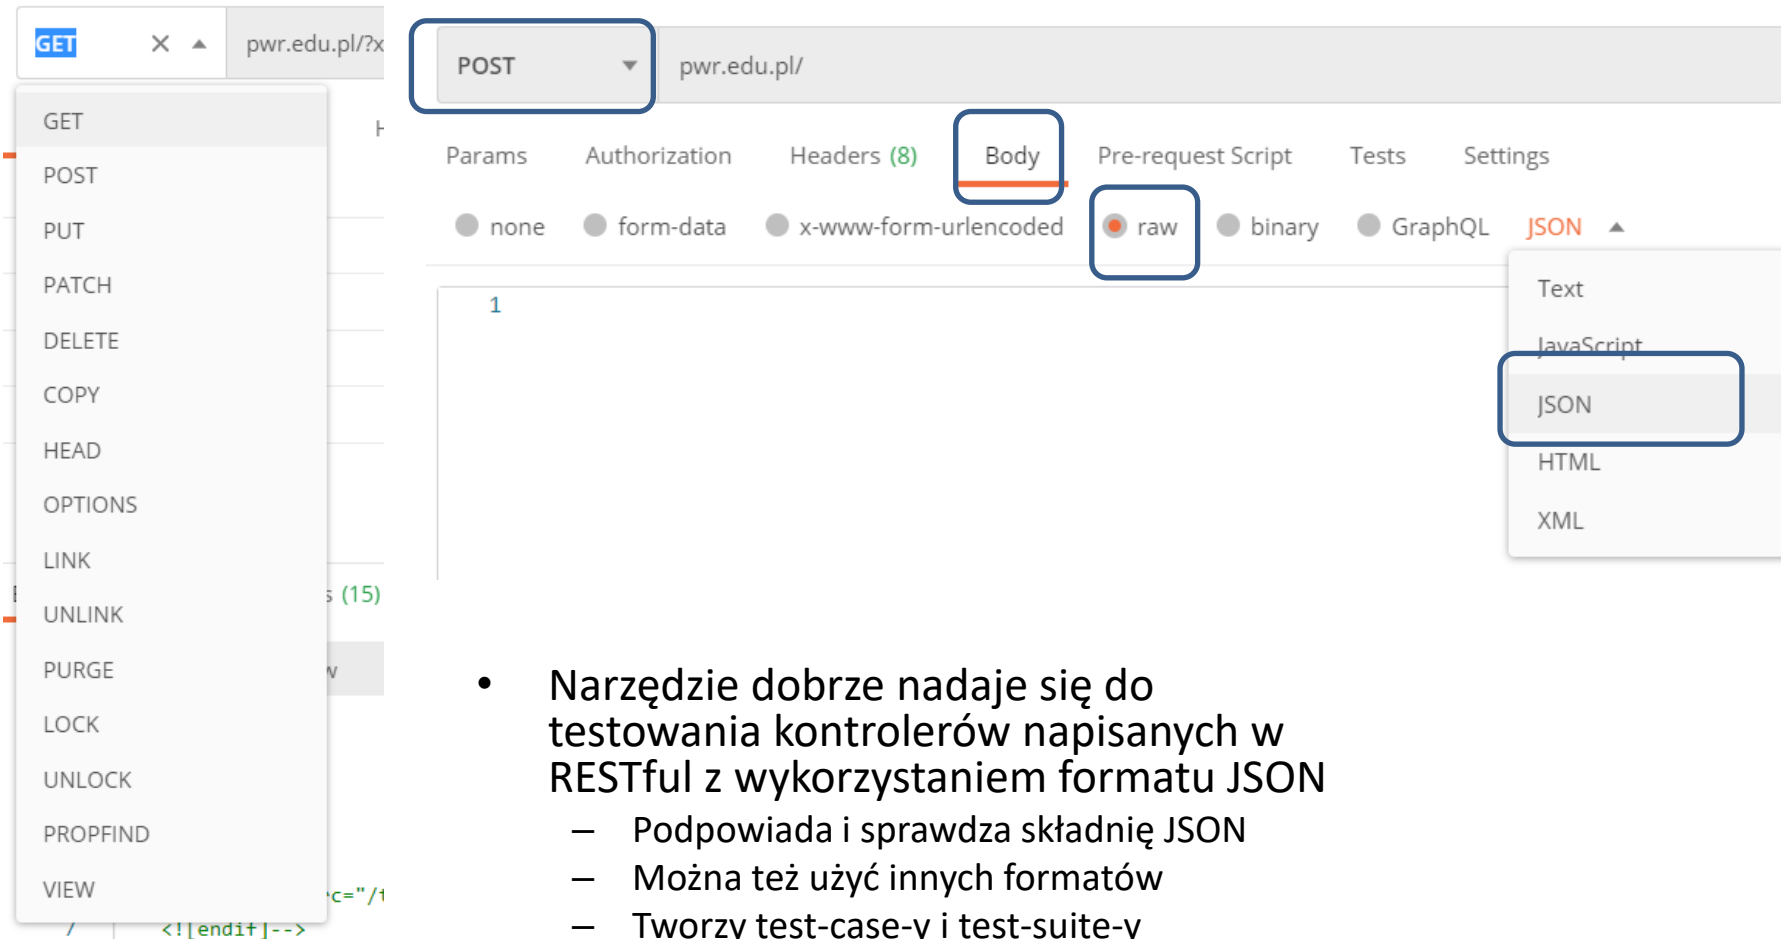 GET
pwr.edu.pl/?x
GET
POST
PUT
PATCH
DELETE
COPY
HEAD
OPTIONS
LINK
UNLINK
PURGE
LOCK
UNLOCK
PROPFIND
VIEW
H
s (15)
c="/t
7 <![endif]-->
POST pwr.edu.pl/
Params Authorization Headers (8) Body Pre-request Script Tests Settings
none form-data x-www-form-urlencoded raw binary GraphQL JSON
1
Text
JavaScript
JSON
HTML
XML
• Narzędzie dobrze nadaje się do
testowania kontrolerów napisanych w
RESTful z wykorzystaniem formatu JSON
– Podpowiada i sprawdza składnię JSON
– Można też użyć innych formatów
– Tworzy test-case-y i test-suite-y